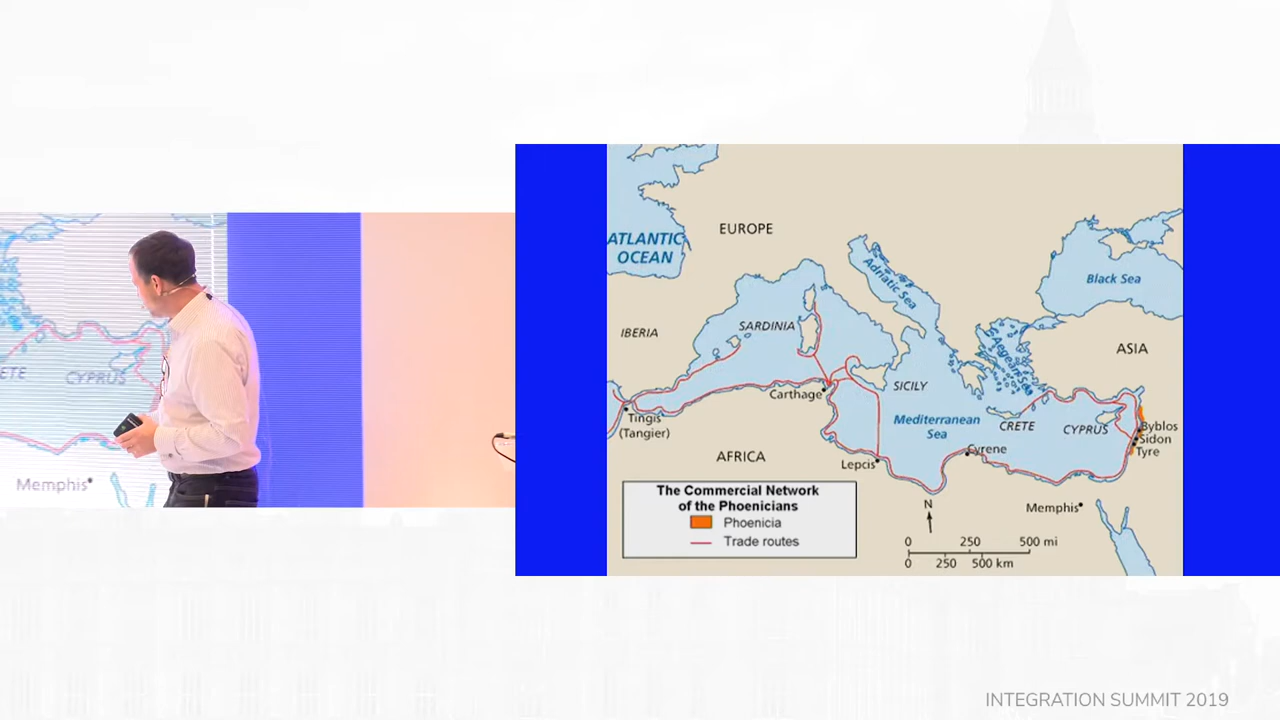 ETE
CYPRUS
Memphis
ATLANTIC
OCEAN
EUROPE
Adriatic Sea
Black Sea
IBERIA
SARDINIA
Aegean Sea
ASIA
SICILY
Carthage
Tingis
(Tangier)
Mediterranean
Sea
CRETE
CYPRUS
Byblos
Sidon
Tyre
AFRICA
Lepcis
Cyrene
The Commercial Network
of the Phoenicians
Phoenicia
Trade routes
N
Memphis
0 250 500 mi
0 250 500 km
INTEGRATION SUMMIT 2019